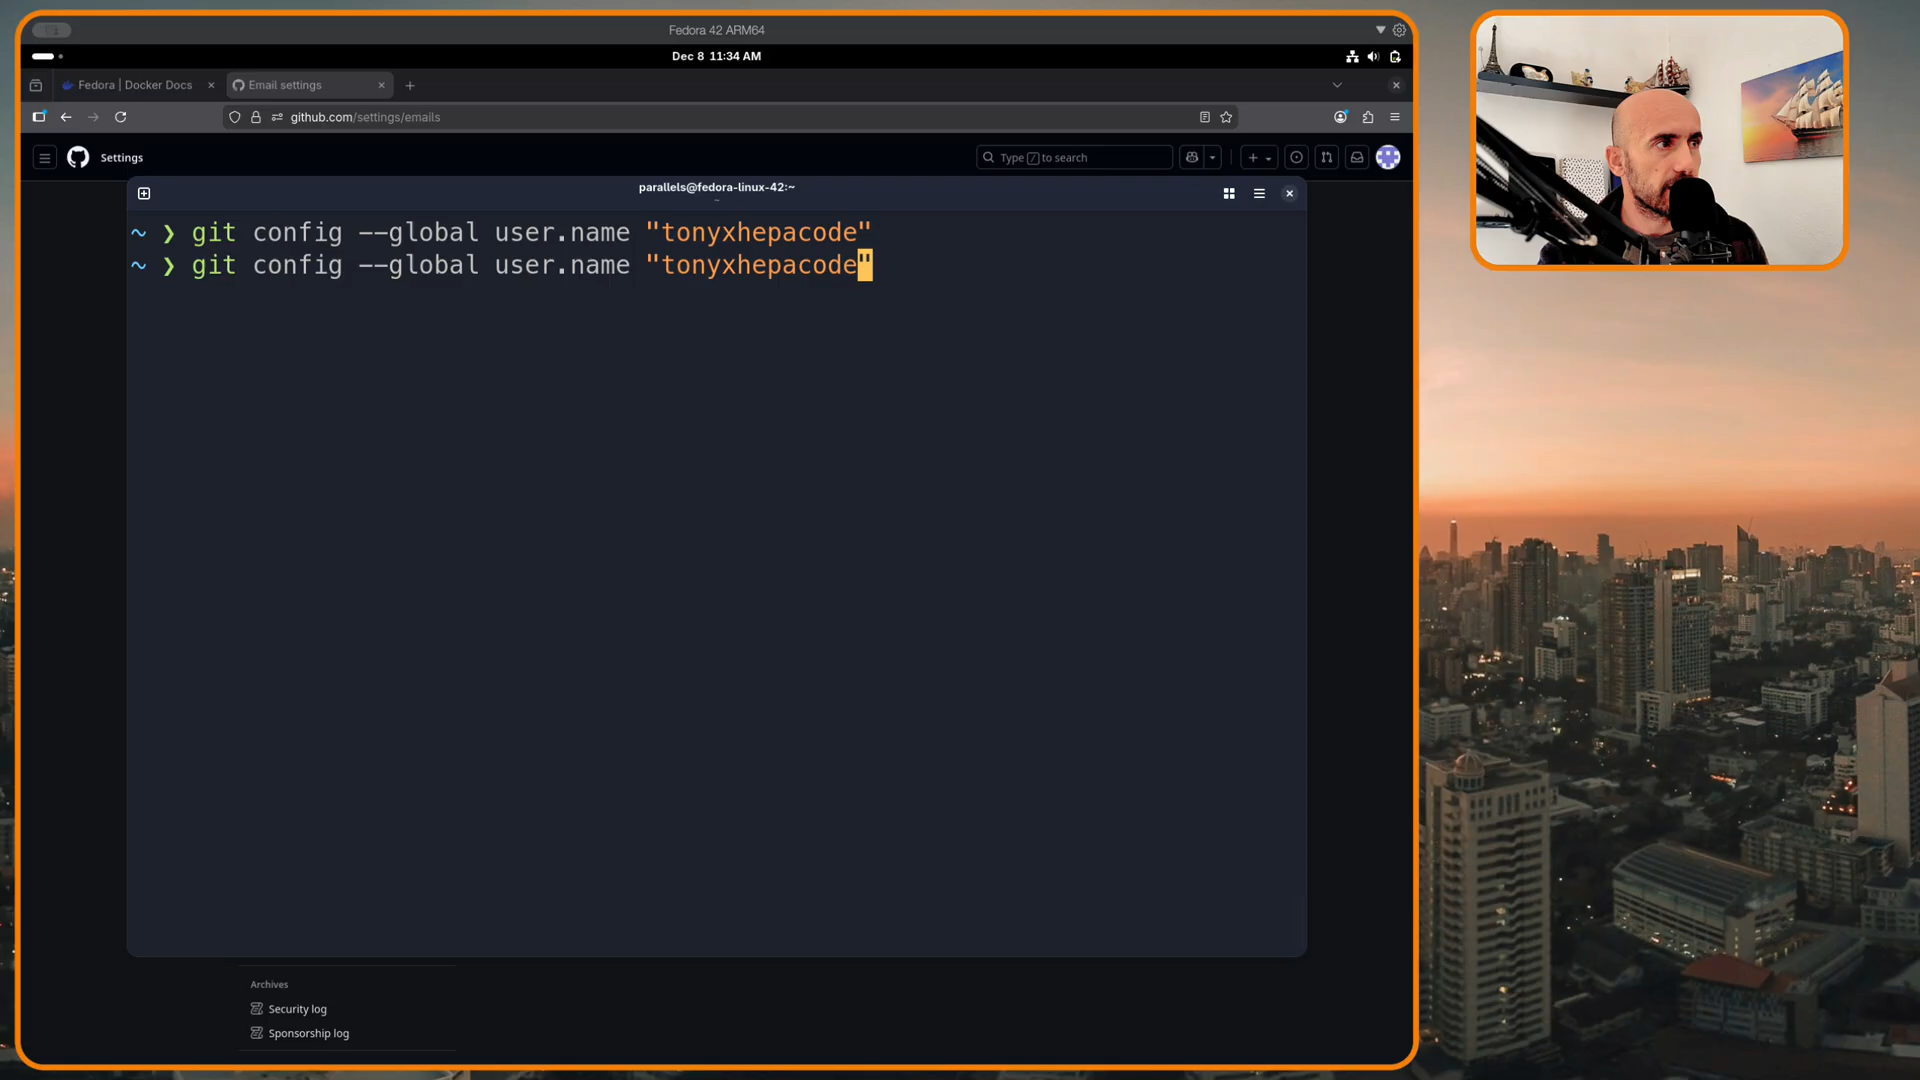 Fedora 42 ARM64
Dec 8 11:34 AM
Fedora | Docker Docs
Email settings
github.com/settings/emails
Settings
Type / to search
parallels@fedora-linux-42:~
~
~ ❯ git config --global user.name "tonyxhepacode"
~ ❯ git config --global user.name "tonyxhepacode"
Archives
Security log
Sponsorship log